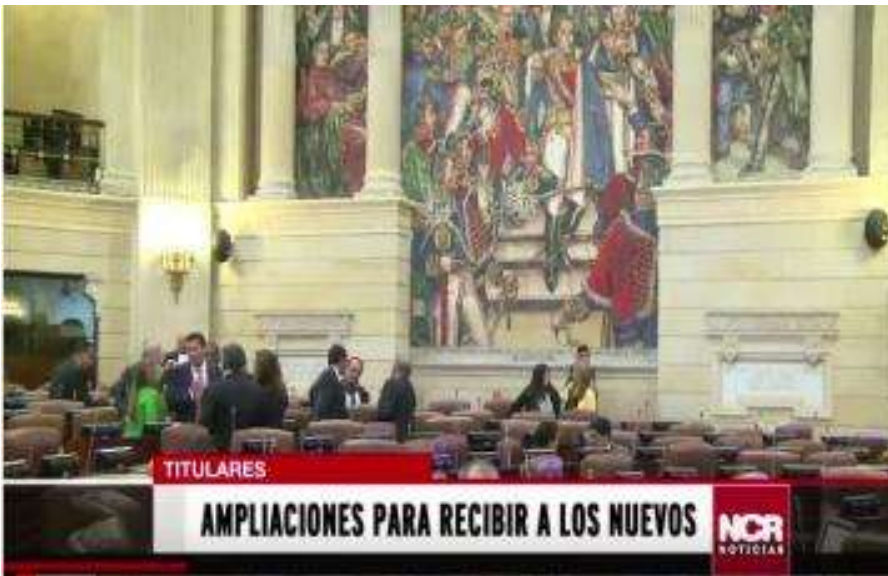 TITULARES
AMPLIACIONES PARA RECIBIR A LOS NUEVOS
NCR
NOTICIAS